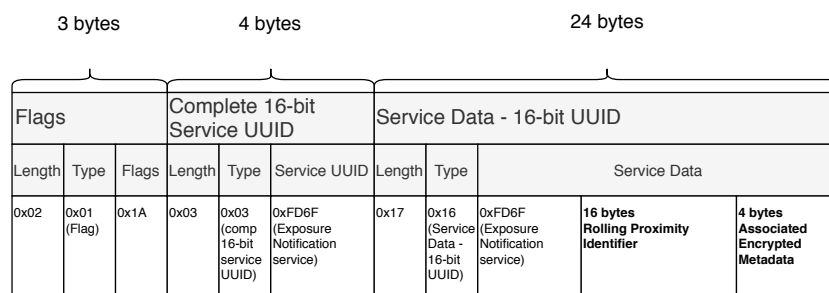 3 bytes
4 bytes
24 bytes
Flags
Complete 16-bit
Service UUID
Service Data - 16-bit UUID
Length
Type
Flags
Length
Type
Service UUID
Length
Type
Service Data
0x02
0x01
(Flag)
0x1A
0x03
0x03
(comp
16-bit
service
UUID)
0xFD6F
(Exposure
Notification
service)
0x17
0x16
(Service
Data -
16-bit
UUID)
0xFD6F
(Exposure
Notification
service)
16 bytes
Rolling Proximity
Identifier
4 bytes
Associated
Encrypted
Metadata